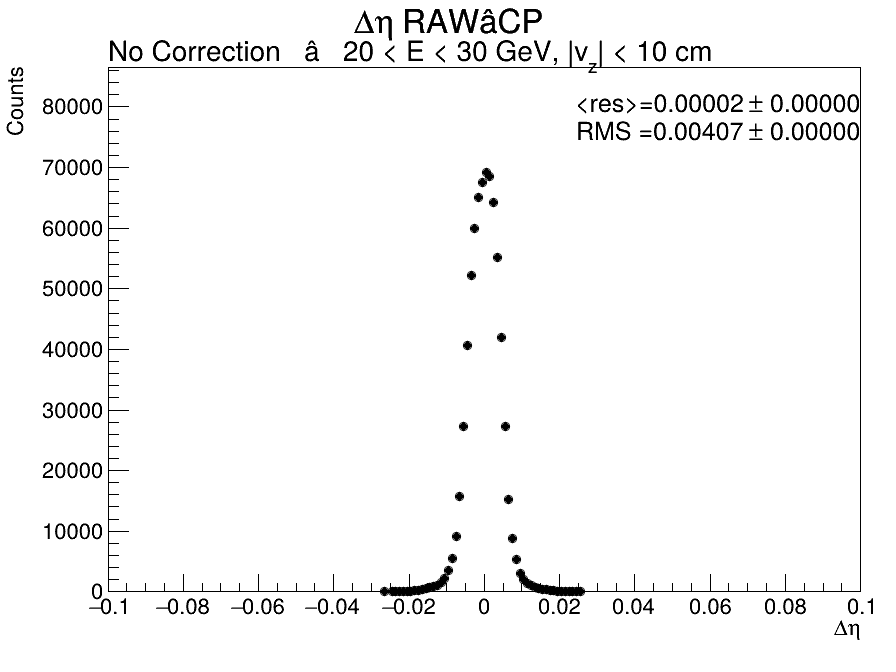 Δη RAWâCP
No Correction â 20 < E < 30 GeV, |v_z| < 10 cm
<res>=0.00002 ± 0.00000
RMS =0.00407 ± 0.00000
Counts
80000
70000
60000
50000
40000
30000
20000
10000
0
−0.1 −0.08 −0.06 −0.04 −0.02 0 0.02 0.04 0.06 0.08 0.1
Δη